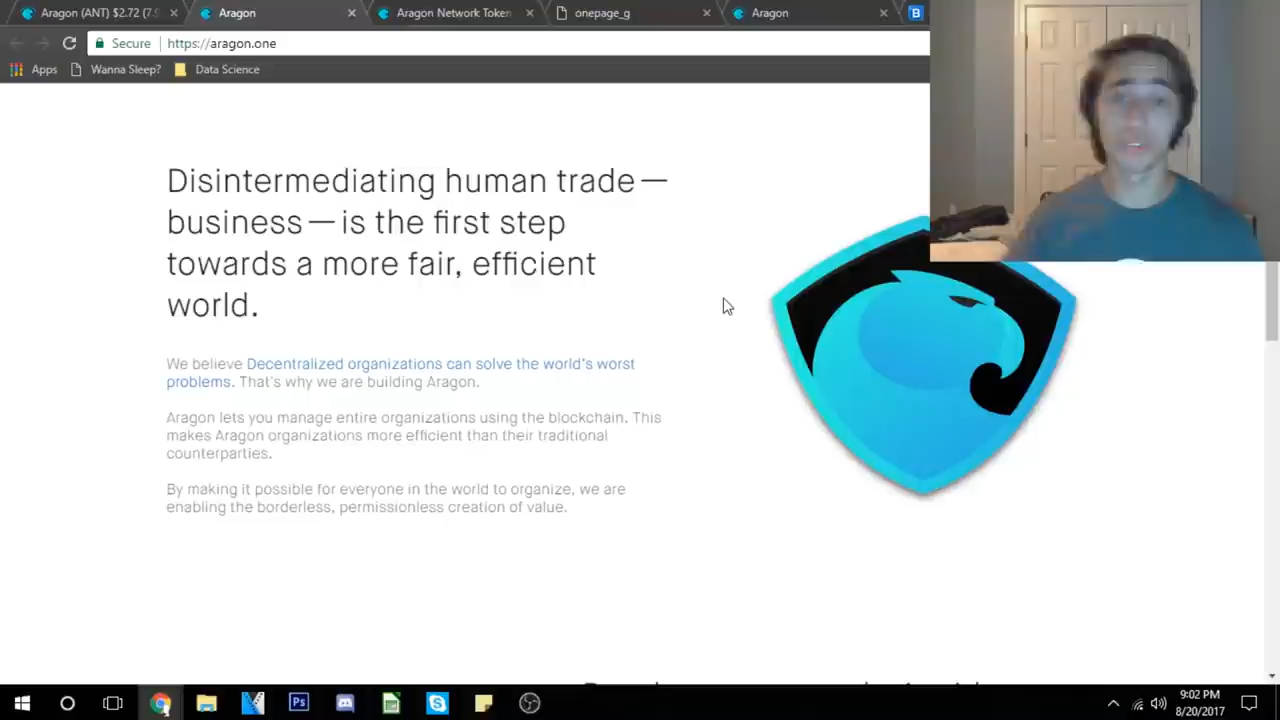 Aragon (ANT) $2.72 (7.9
Aragon
Aragon Network Token
onepage_g
Aragon
B
Secure
https://aragon.one
Apps
Wanna Sleep?
Data Science
Disintermediating human trade —
business — is the first step
towards a more fair, efficient
world.
We believe Decentralized organizations can solve the world's worst
problems. That's why we are building Aragon.
Aragon lets you manage entire organizations using the blockchain. This
makes Aragon organizations more efficient than their traditional
counterparties.
By making it possible for everyone in the world to organize, we are
enabling the borderless, permissionless creation of value.
Ps
S
9:02 PM
8/20/2017